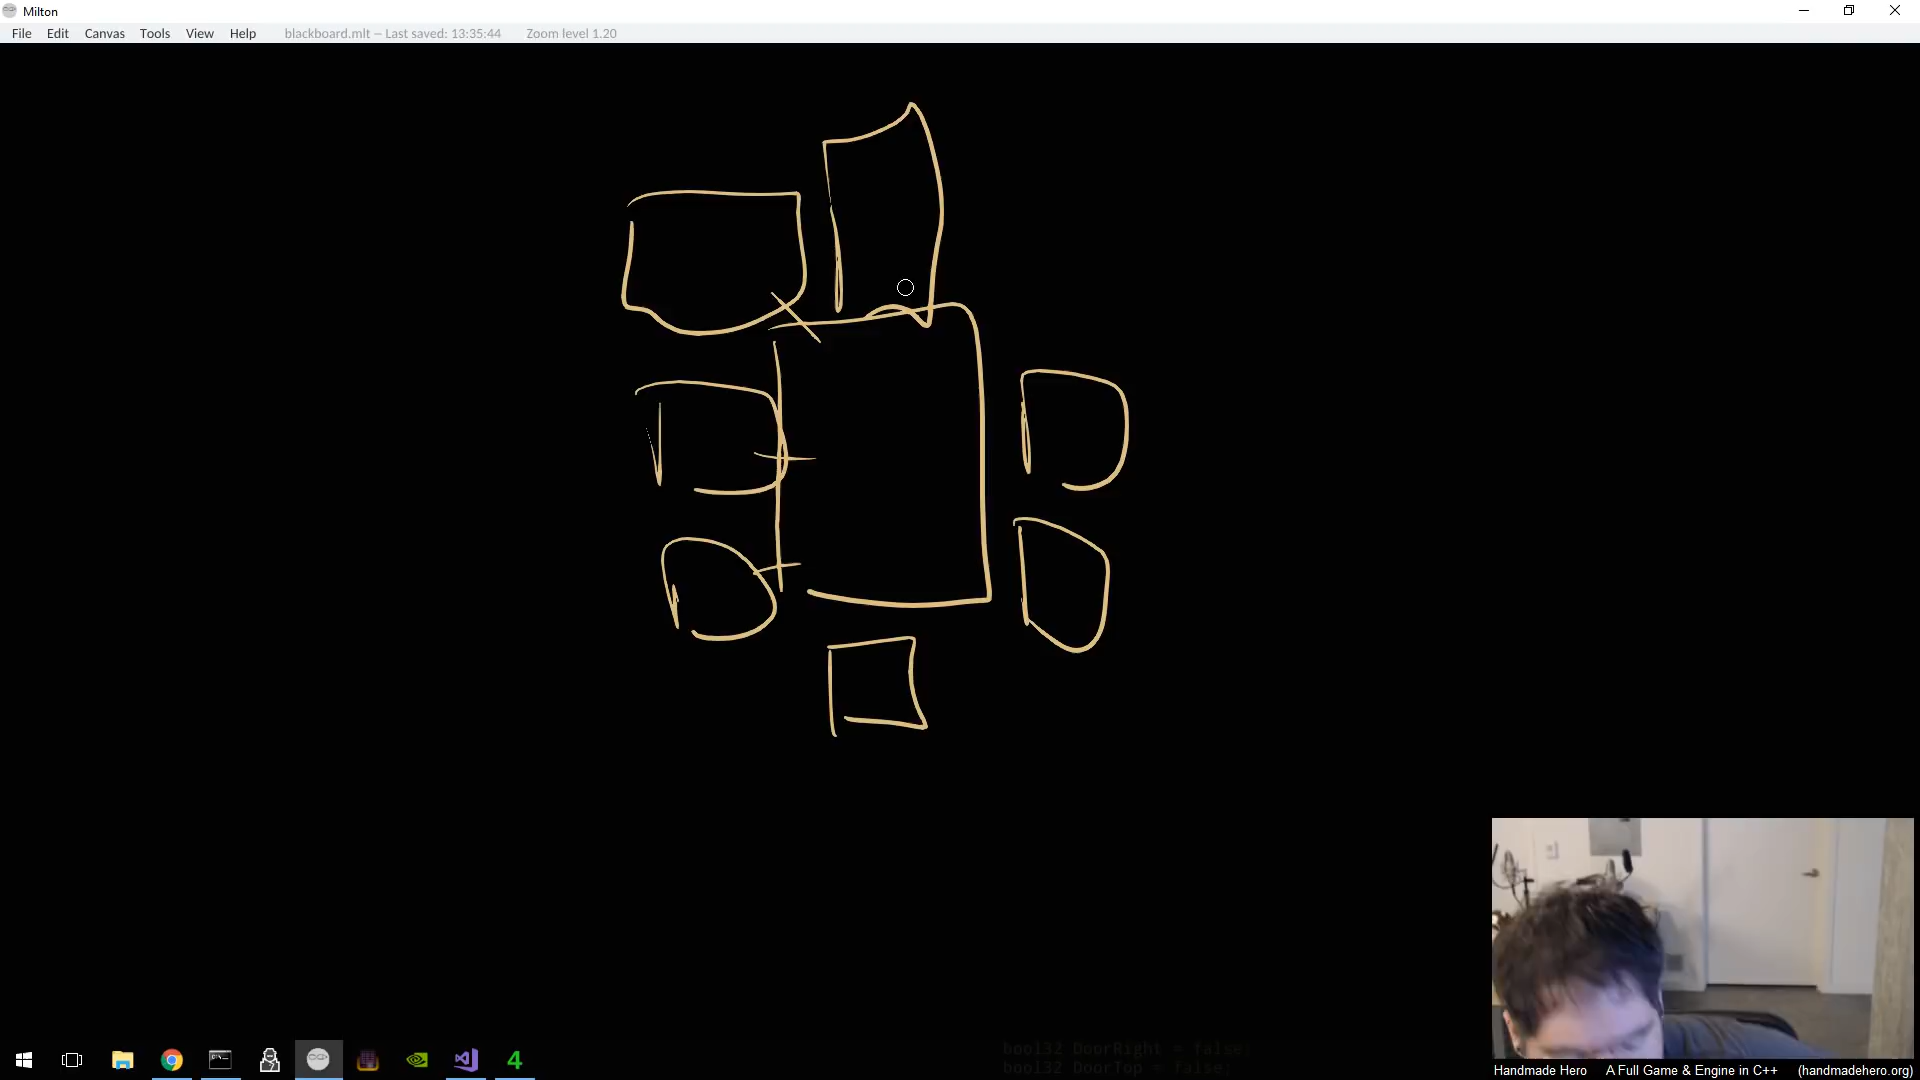 Milton
File Edit Canvas Tools View Help blackboard.mlt -- Last saved: 13:35:44 Zoom level 1.20
bool32 DoorRight = false;
bool32 DoorTop = false;
4
Handmade Hero A Full Game & Engine in C++ (handmadehero.org)